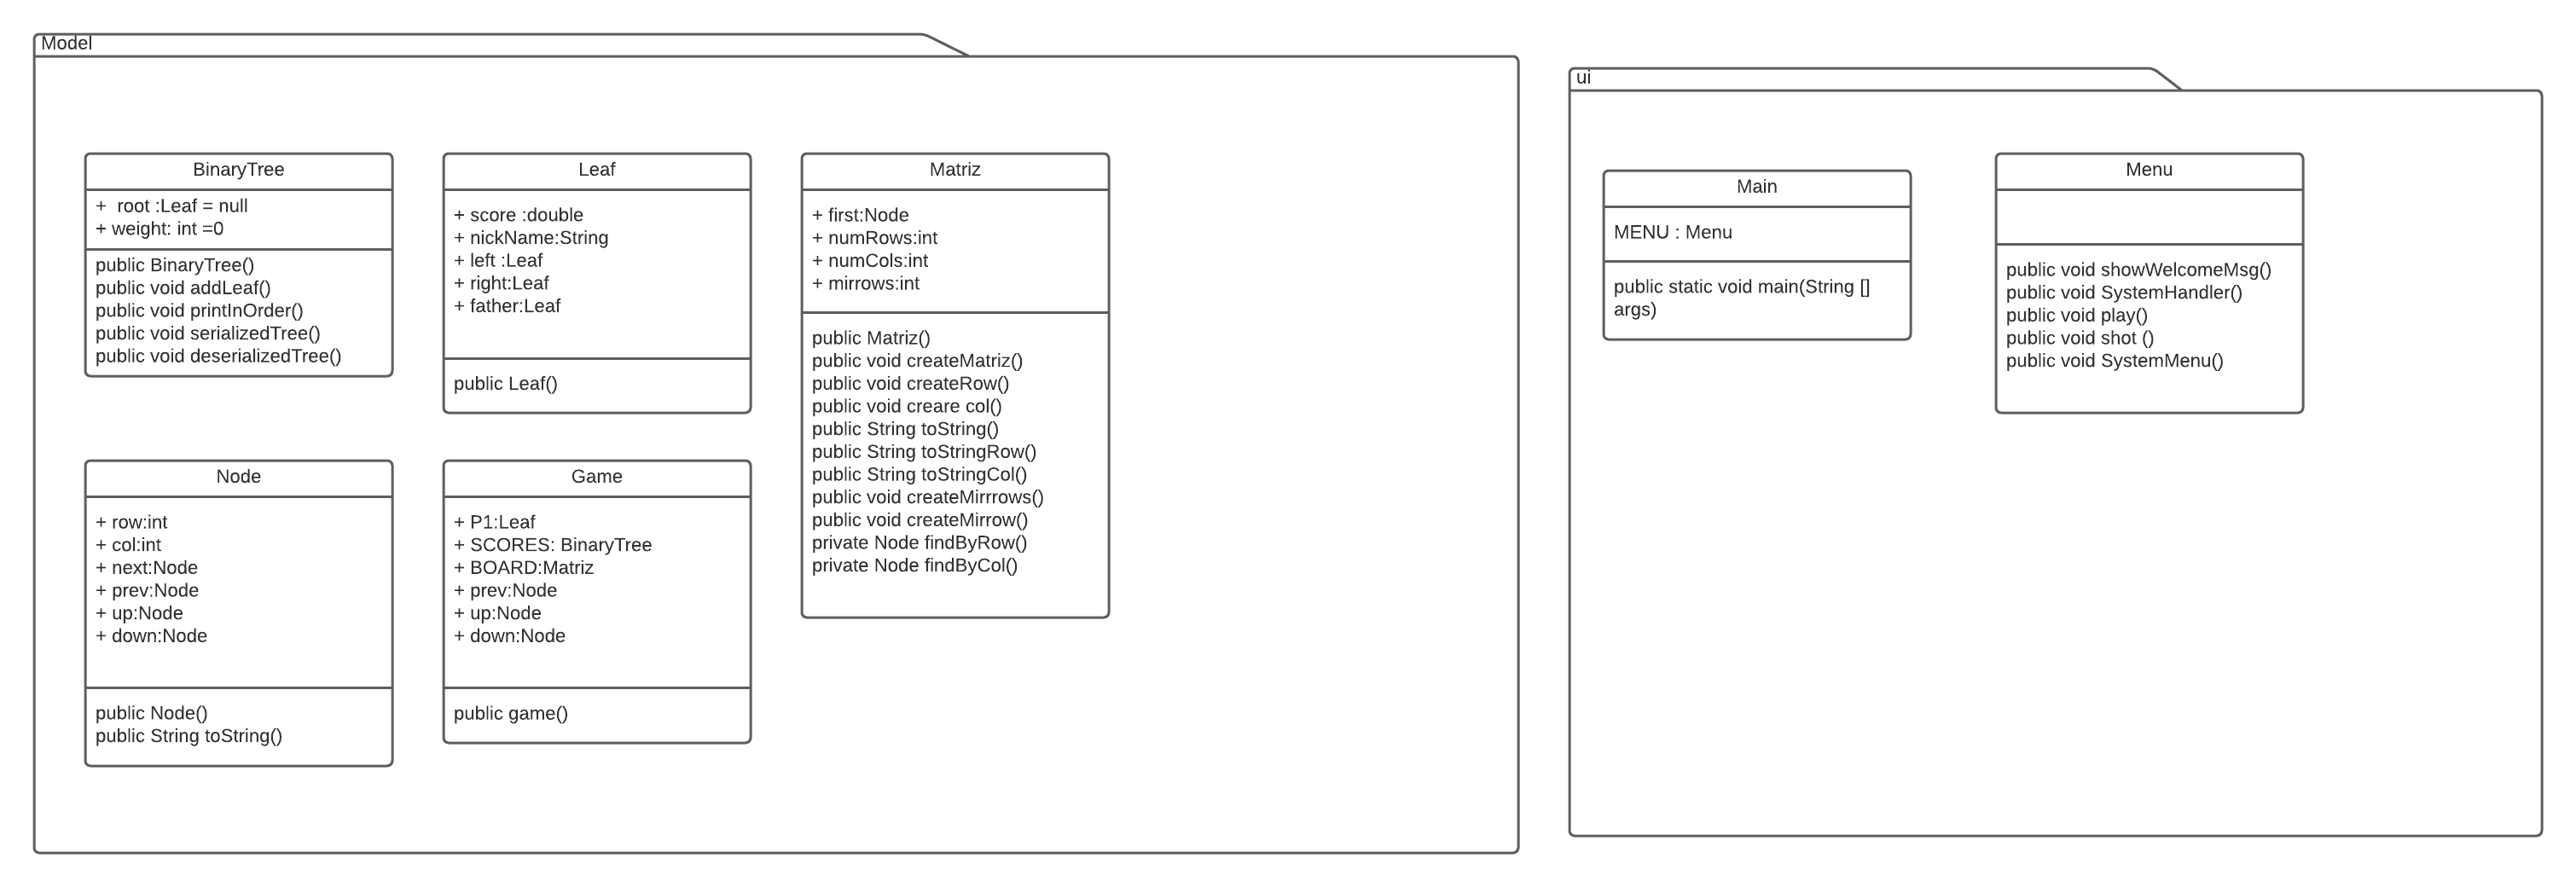 Model
BinaryTree
+  root :Leaf = null
+ weight: int =0
public BinaryTree()
public void addLeaf()
public void printInOrder()
public void serializedTree()
public void deserializedTree()
Leaf
+ score :double
+ nickName:String
+ left :Leaf
+ right:Leaf
+ father:Leaf
public Leaf()
Matriz
+ first:Node
+ numRows:int
+ numCols:int
+ mirrows:int
public Matriz()
public void createMatriz()
public void createRow()
public void creare col()
public String toString()
public String toStringRow()
public String toStringCol()
public void createMirrrows()
public void createMirrow()
private Node findByRow()
private Node findByCol()
Node
+ row:int
+ col:int
+ next:Node
+ prev:Node
+ up:Node
+ down:Node
public Node()
public String toString()
Game
+ P1:Leaf
+ SCORES: BinaryTree
+ BOARD:Matriz
+ prev:Node
+ up:Node
+ down:Node
public game()
ui
Main
MENU : Menu
public static void main(String []
args)
Menu
public void showWelcomeMsg()
public void SystemHandler()
public void play()
public void shot ()
public void SystemMenu()